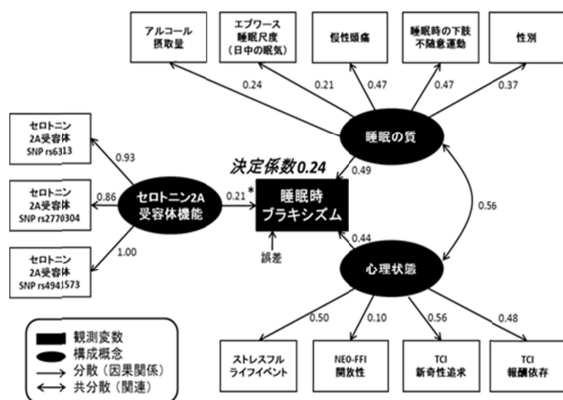 アルコール
摂取量
エプワース
睡眠尺度
(日中の眠気)
慢性頭痛
睡眠時の下肢
不随意運動
性別
0.24
0.21
0.47
0.47
0.37
睡眠の質
セロトニン
2A受容体
SNP rs6313
0.93
決定係数0.24
0.49
セロトニン
2A受容体
SNP rs2770304
0.86
セロトニン2A
受容体機能
0.21
*
睡眠時
ブラキシズム
0.56
セロトニン
2A受容体
SNP rs4941573
1.00
誤差
0.44
心理状態
0.50
0.10
0.56
0.48
ストレスフル
ライフイベント
NEO-FFI
開放性
TCI
新奇性追求
TCI
報酬依存
観測変数
構成概念
分散(因果関係)
共分散(関連)